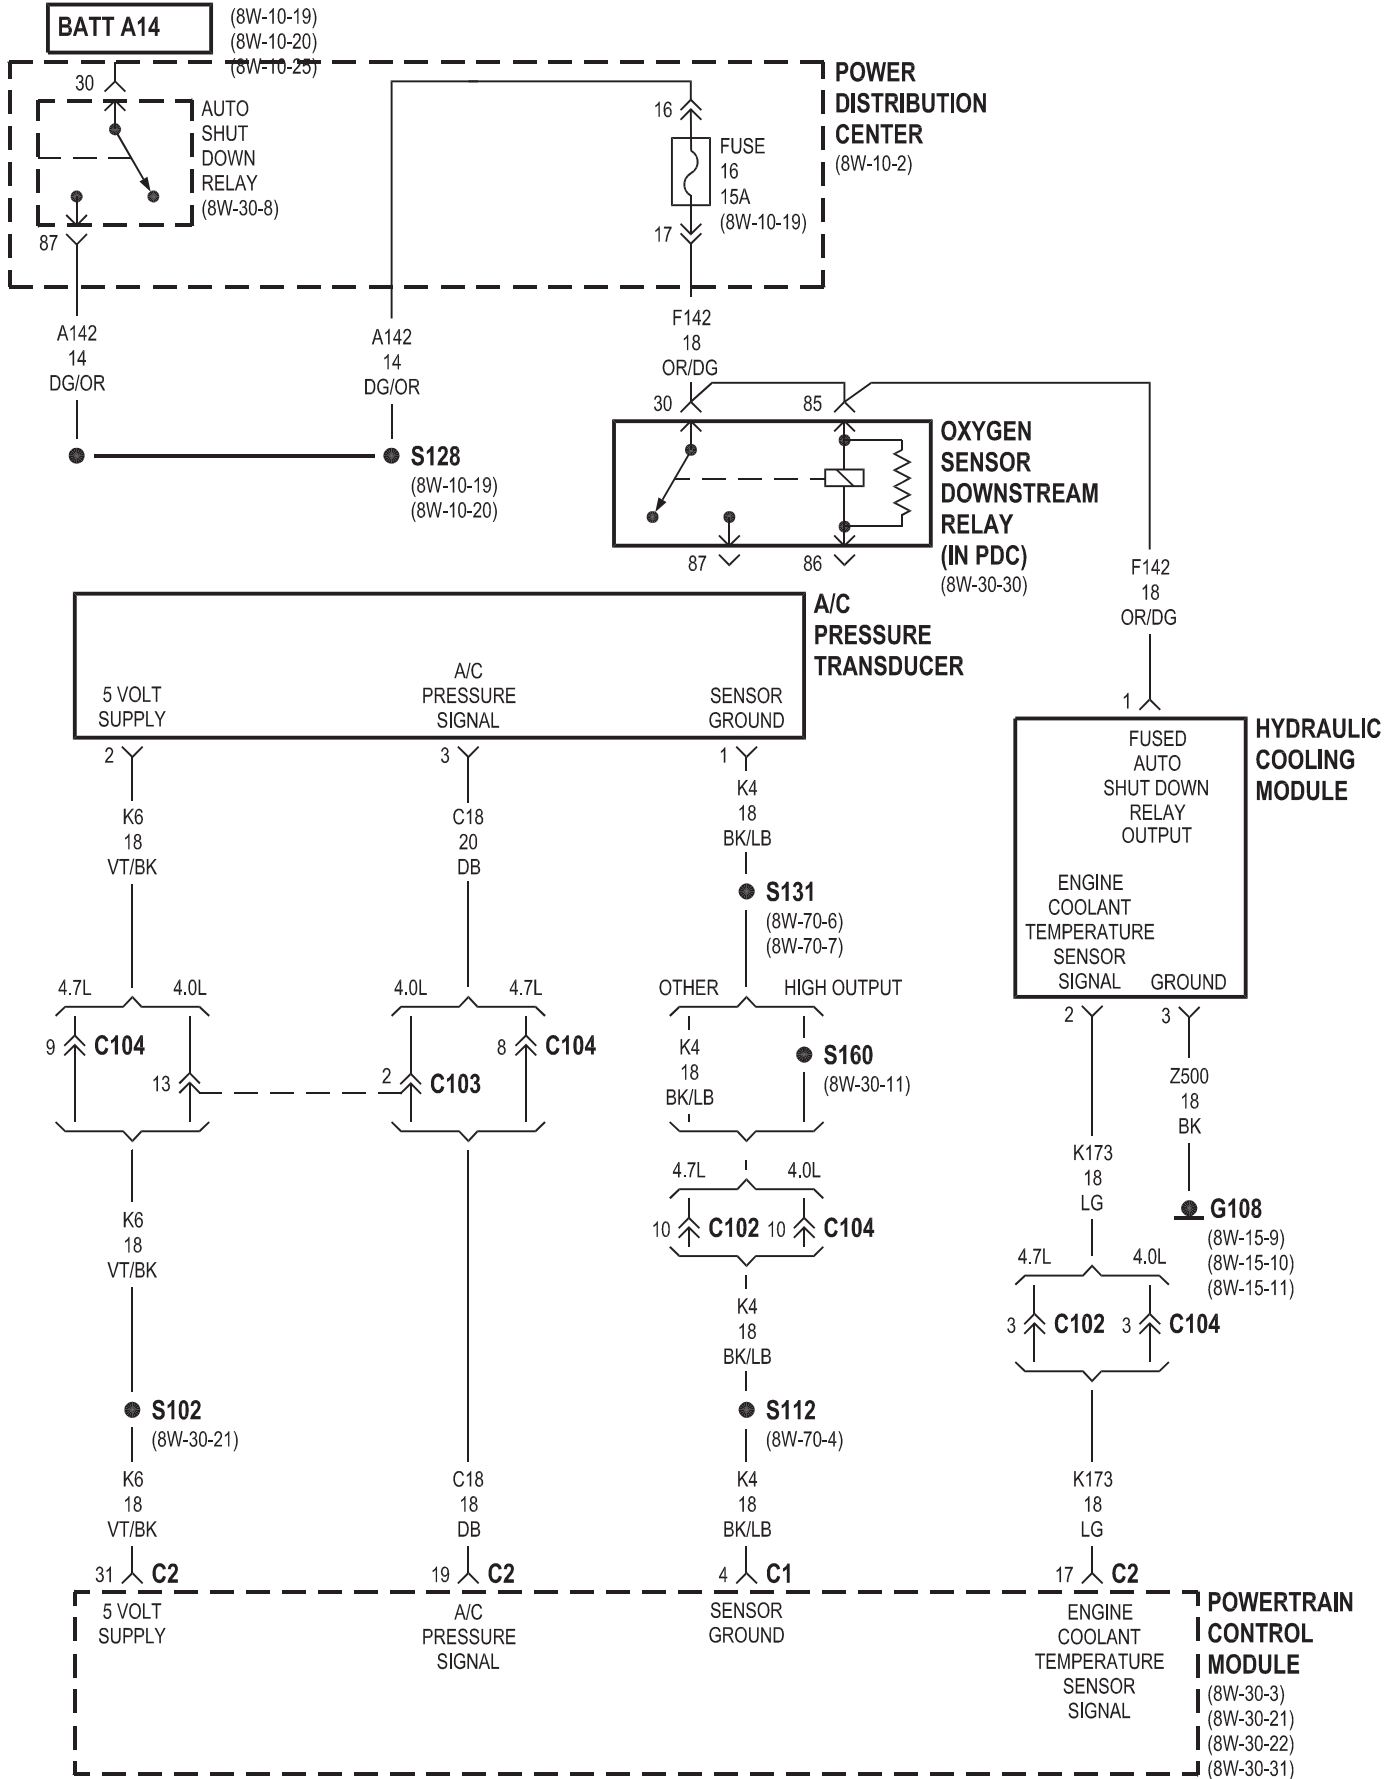 BATT A14
(8W-10-19)
(8W-10-20)
(8W-10-25)
30
AUTO
SHUT
DOWN
RELAY
(8W-30-8)
87
16
FUSE
16
15A
(8W-10-19)
17
POWER
DISTRIBUTION
CENTER
(8W-10-2)
A142
14
DG/OR
A142
14
DG/OR
F142
18
OR/DG
S128
(8W-10-19)
(8W-10-20)
30
85
87
86
OXYGEN
SENSOR
DOWNSTREAM
RELAY
(IN PDC)
(8W-30-30)
F142
18
OR/DG
A/C
PRESSURE
TRANSDUCER
5 VOLT
SUPPLY
A/C
PRESSURE
SIGNAL
SENSOR
GROUND
2
3
1
K6
18
VT/BK
C18
20
DB
K4
18
BK/LB
S131
(8W-70-6)
(8W-70-7)
1
HYDRAULIC
COOLING
MODULE
FUSED
AUTO
SHUT DOWN
RELAY
OUTPUT
ENGINE
COOLANT
TEMPERATURE
SENSOR
SIGNAL
GROUND
2
3
4.7L
4.0L
9
C104
13
4.0L
4.7L
2
C103
8
C104
OTHER
HIGH OUTPUT
K4
18
BK/LB
S160
(8W-30-11)
Z500
18
BK
K173
18
LG
G108
(8W-15-9)
(8W-15-10)
(8W-15-11)
4.7L
4.0L
10
C102
10
C104
K6
18
VT/BK
K4
18
BK/LB
4.7L
4.0L
3
C102
3
C104
S102
(8W-30-21)
S112
(8W-70-4)
K6
18
VT/BK
C18
18
DB
K4
18
BK/LB
K173
18
LG
31
C2
19
C2
4
C1
17
C2
5 VOLT
SUPPLY
A/C
PRESSURE
SIGNAL
SENSOR
GROUND
ENGINE
COOLANT
TEMPERATURE
SENSOR
SIGNAL
POWERTRAIN
CONTROL
MODULE
(8W-30-3)
(8W-30-21)
(8W-30-22)
(8W-30-31)